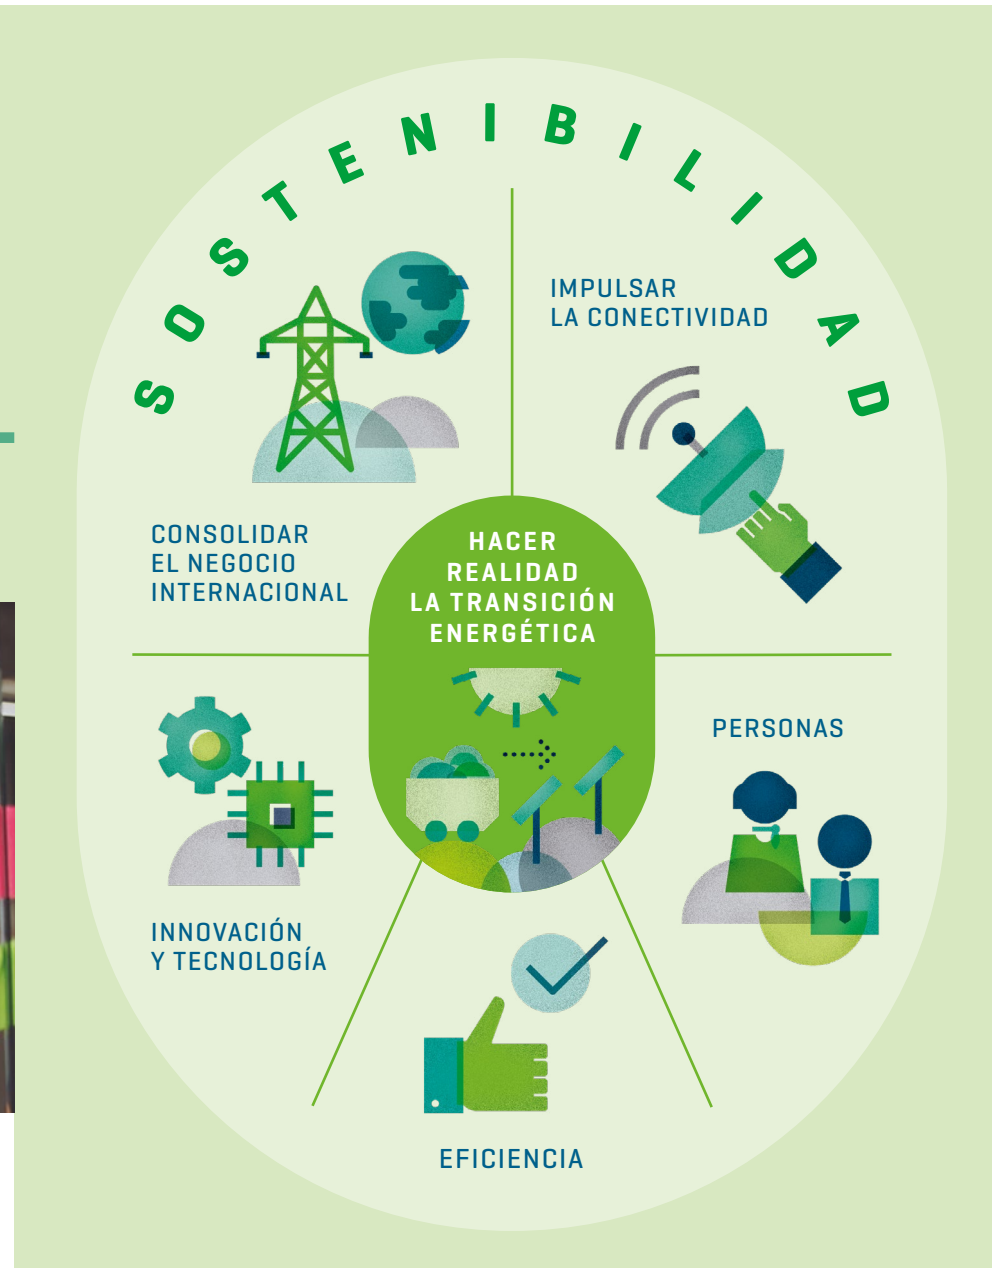 SOSTENIBILIDAD
IMPULSAR
LA CONECTIVIDAD
CONSOLIDAR
EL NEGOCIO
INTERNACIONAL
HACER
REALIDAD
LA TRANSICIÓN
ENERGÉTICA
PERSONAS
INNOVACIÓN
Y TECNOLOGÍA
EFICIENCIA